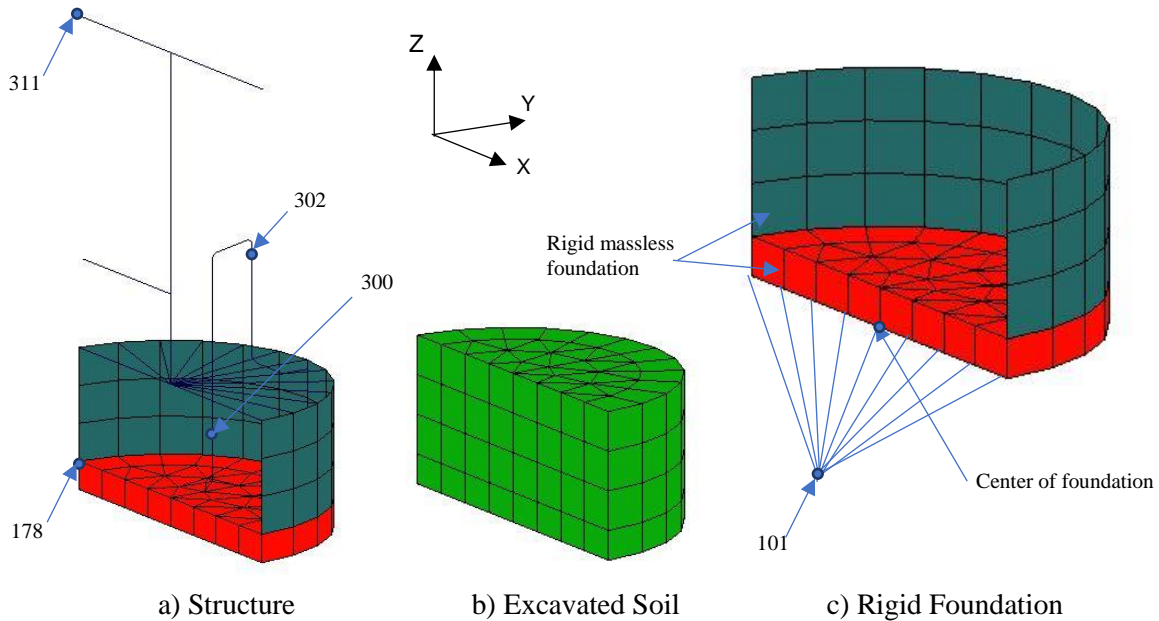 311
Z
Y
X
302
300
178
Rigid massless
foundation
Center of foundation
101
a) Structure
b) Excavated Soil
c) Rigid Foundation